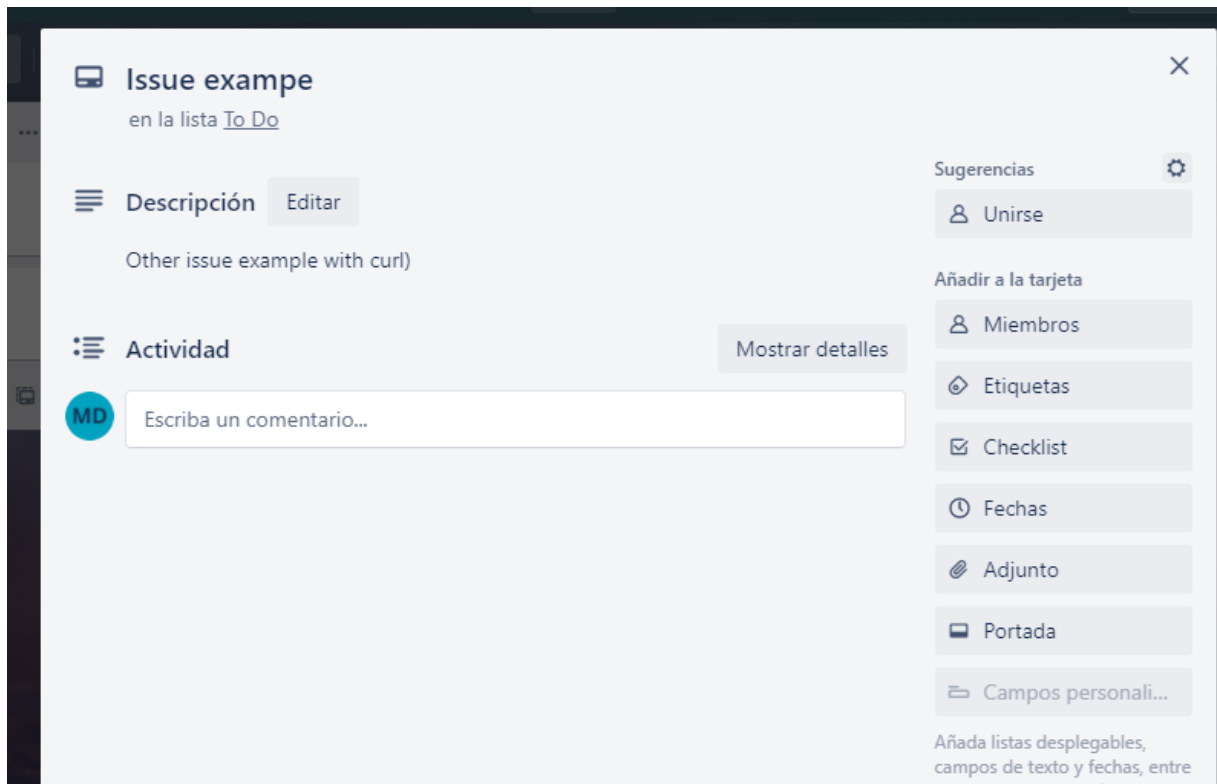 Issue exampe
en la lista To Do
Descripción Editar
Other issue example with curl)
Actividad Mostrar detalles
MD Escriba un comentario...
Sugerencias
Unirse
Añadir a la tarjeta
Miembros
Etiquetas
Checklist
Fechas
Adjunto
Portada
Campos personali...
Añada listas desplegables,
campos de texto y fechas, entre